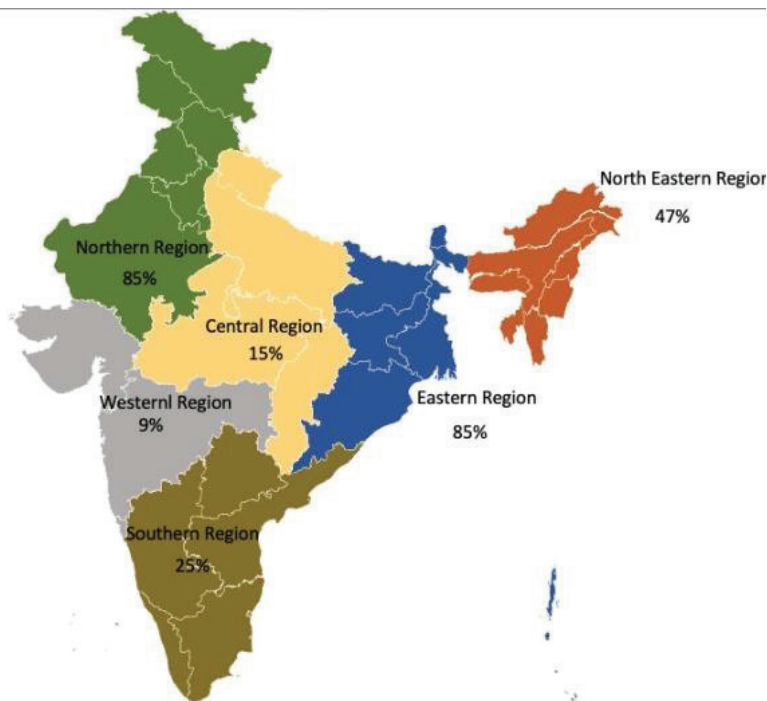 North Eastern Region
47%
Northern Region
85%
Central Region
15%
Westernl Region
9%
Eastern Region
85%
Southern Region
25%